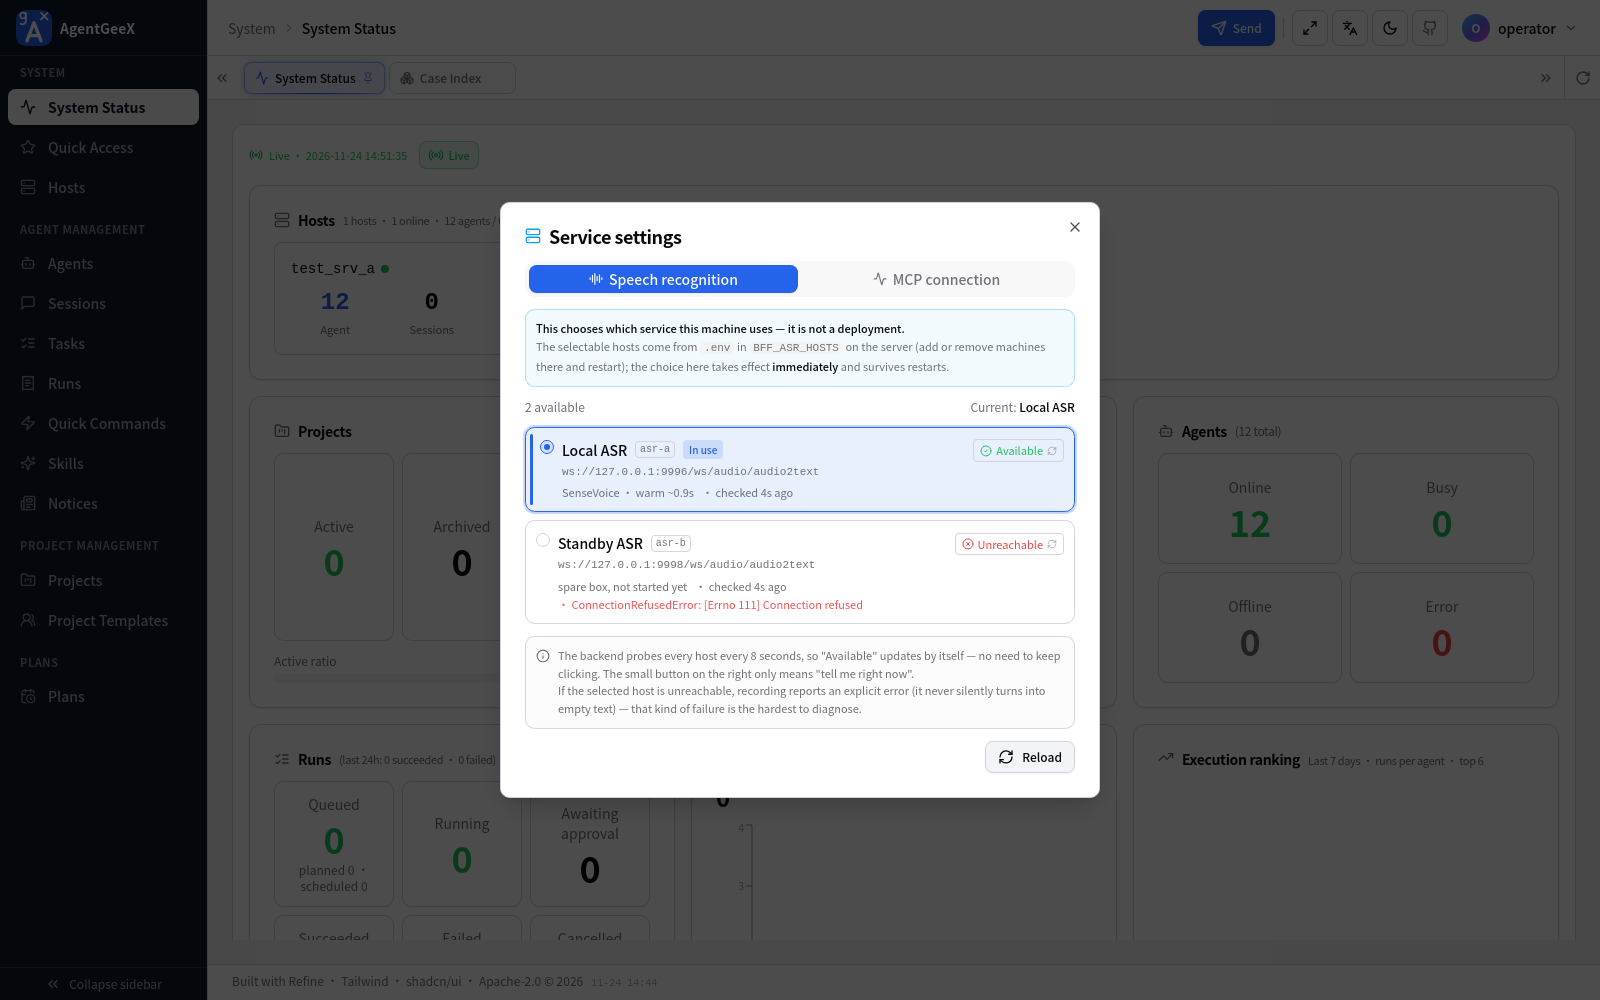 AgentGeeX
System
System Status
Send
operator
SYSTEM
System Status
Quick Access
Hosts
AGENT MANAGEMENT
Agents
Sessions
Tasks
Runs
Quick Commands
Skills
Notices
PROJECT MANAGEMENT
Projects
Project Templates
PLANS
Plans
Collapse sidebar
System Status
Case Index
Live • 2026-11-24 14:51:35
Live
Hosts 1 hosts • 1 online • 12 agents /
test_srv_a
12
0
Agent
Sessions
Projects
Active
0
Archived
0
Active ratio
Agents (12 total)
Online
12
Busy
0
Offline
0
Error
0
Runs (last 24h: 0 succeeded • 0 failed)
Queued
0
planned 0 •
scheduled 0
Running
0
Awaiting
approval
0
Succeeded
Failed
Cancelled
0
4
3
Execution ranking Last 7 days • runs per agent • top 6
Service settings
Speech recognition
MCP connection
This chooses which service this machine uses — it is not a deployment.
The selectable hosts come from .env in BFF_ASR_HOSTS on the server (add or remove machines
there and restart); the choice here takes effect immediately and survives restarts.
2 available
Current: Local ASR
Local ASR asr-a In use
Available
ws://127.0.0.1:9996/ws/audio/audio2text
SenseVoice • warm ~0.9s • checked 4s ago
Standby ASR asr-b
Unreachable
ws://127.0.0.1:9998/ws/audio/audio2text
spare box, not started yet • checked 4s ago
• ConnectionRefusedError: [Errno 111] Connection refused
The backend probes every host every 8 seconds, so "Available" updates by itself — no need to keep
clicking. The small button on the right only means "tell me right now".
If the selected host is unreachable, recording reports an explicit error (it never silently turns into
empty text) — that kind of failure is the hardest to diagnose.
Reload
Built with Refine • Tailwind • shadcn/ui • Apache-2.0 © 2026 11-24 14:44